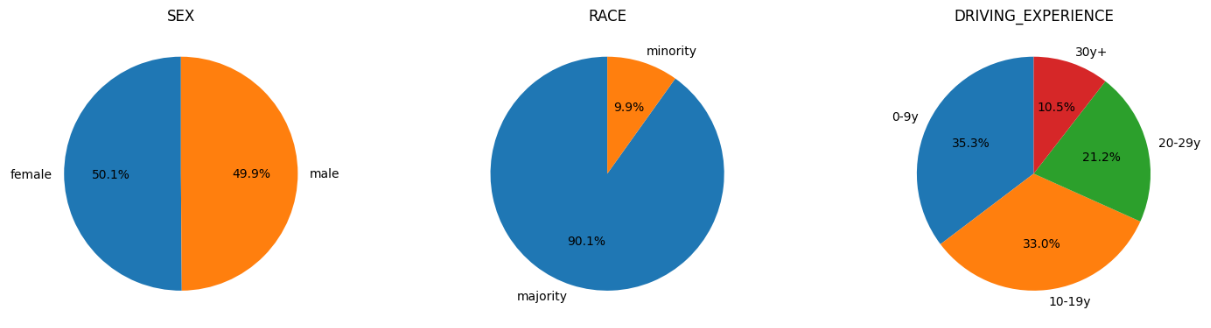 SEX
female
50.1%
49.9%
male
RACE
minority
9.9%
90.1%
majority
DRIVING_EXPERIENCE
30y+
10.5%
0-9y
35.3%
20-29y
21.2%
33.0%
10-19y